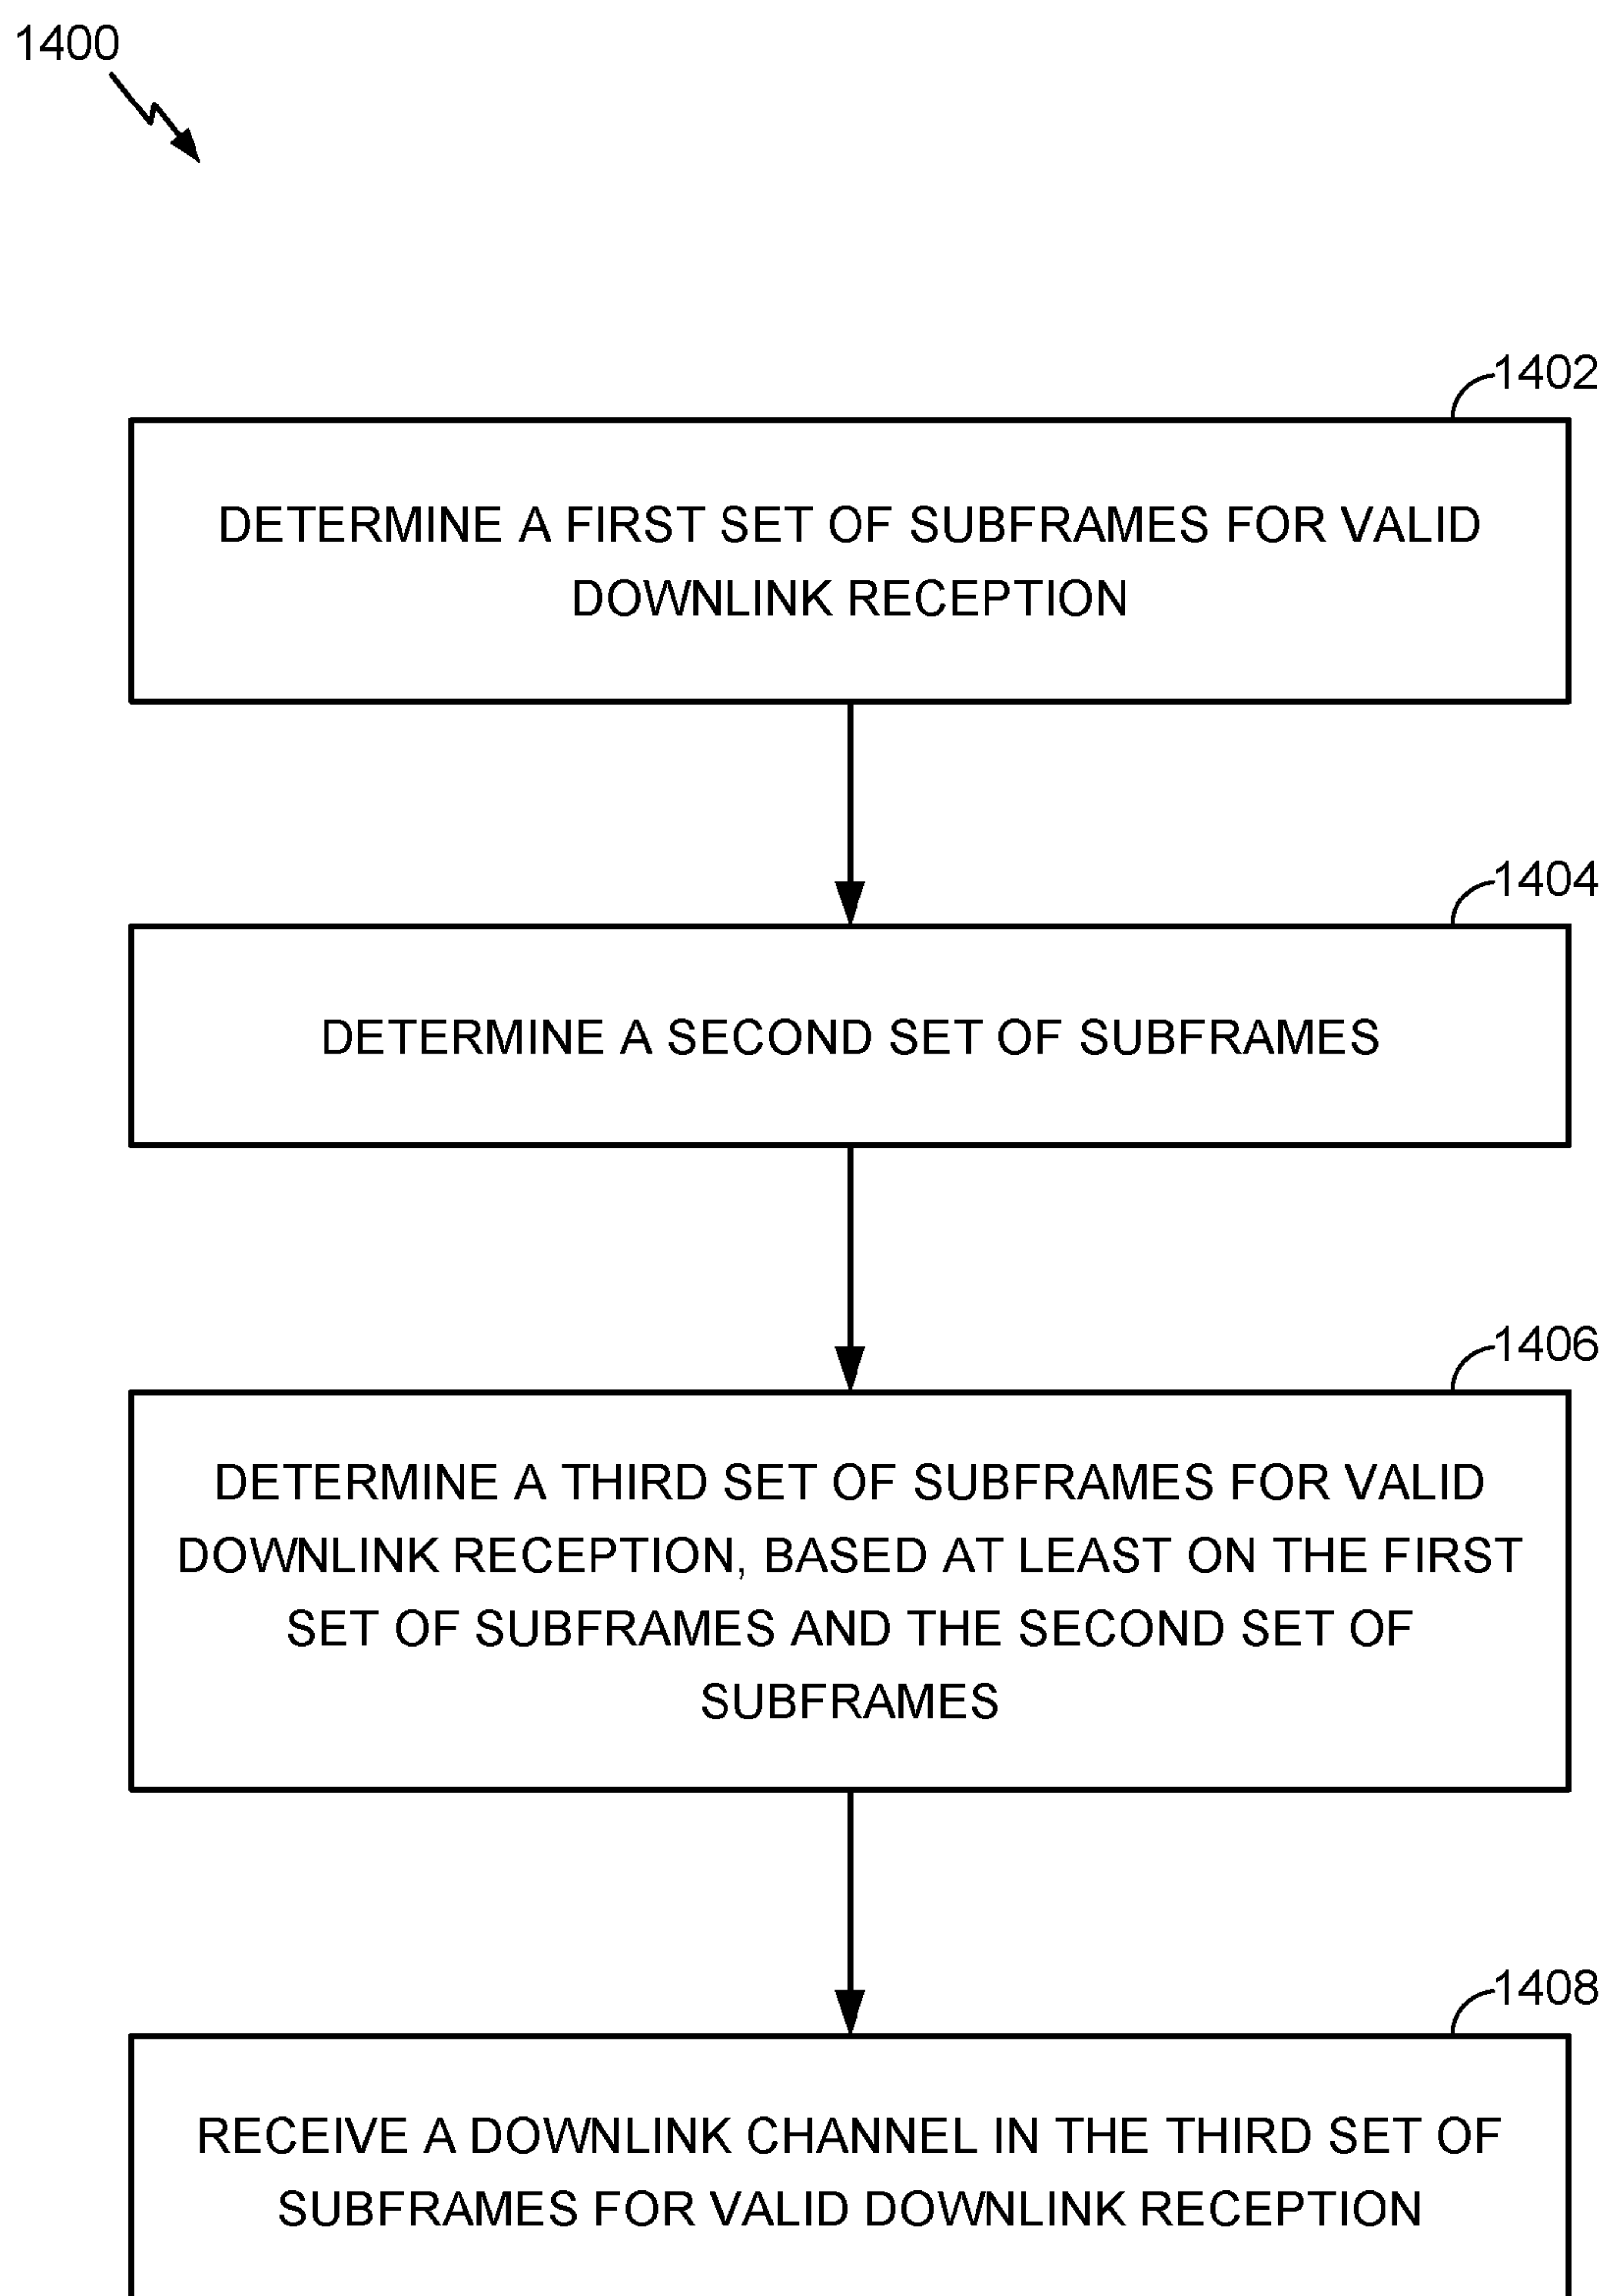 1400
1402
DETERMINE A FIRST SET OF SUBFRAMES FOR VALID
DOWNLINK RECEPTION
1404
DETERMINE A SECOND SET OF SUBFRAMES
1406
DETERMINE A THIRD SET OF SUBFRAMES FOR VALID
DOWNLINK RECEPTION, BASED AT LEAST ON THE FIRST
SET OF SUBFRAMES AND THE SECOND SET OF
SUBFRAMES
1408
RECEIVE A DOWNLINK CHANNEL IN THE THIRD SET OF
SUBFRAMES FOR VALID DOWNLINK RECEPTION